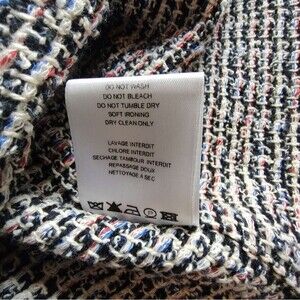 DO NOT WASH
DO NOT BLEACH
DO NOT TUMBLE DRY
SOFT IRONING
DRY CLEAN ONLY
LAVAGE INTERDIT
CHLORE INTERDIT
SECHAGE TAMBOUR INTERDIT
REPASSAGE DOUX
NETTOYAGE A SEC
P